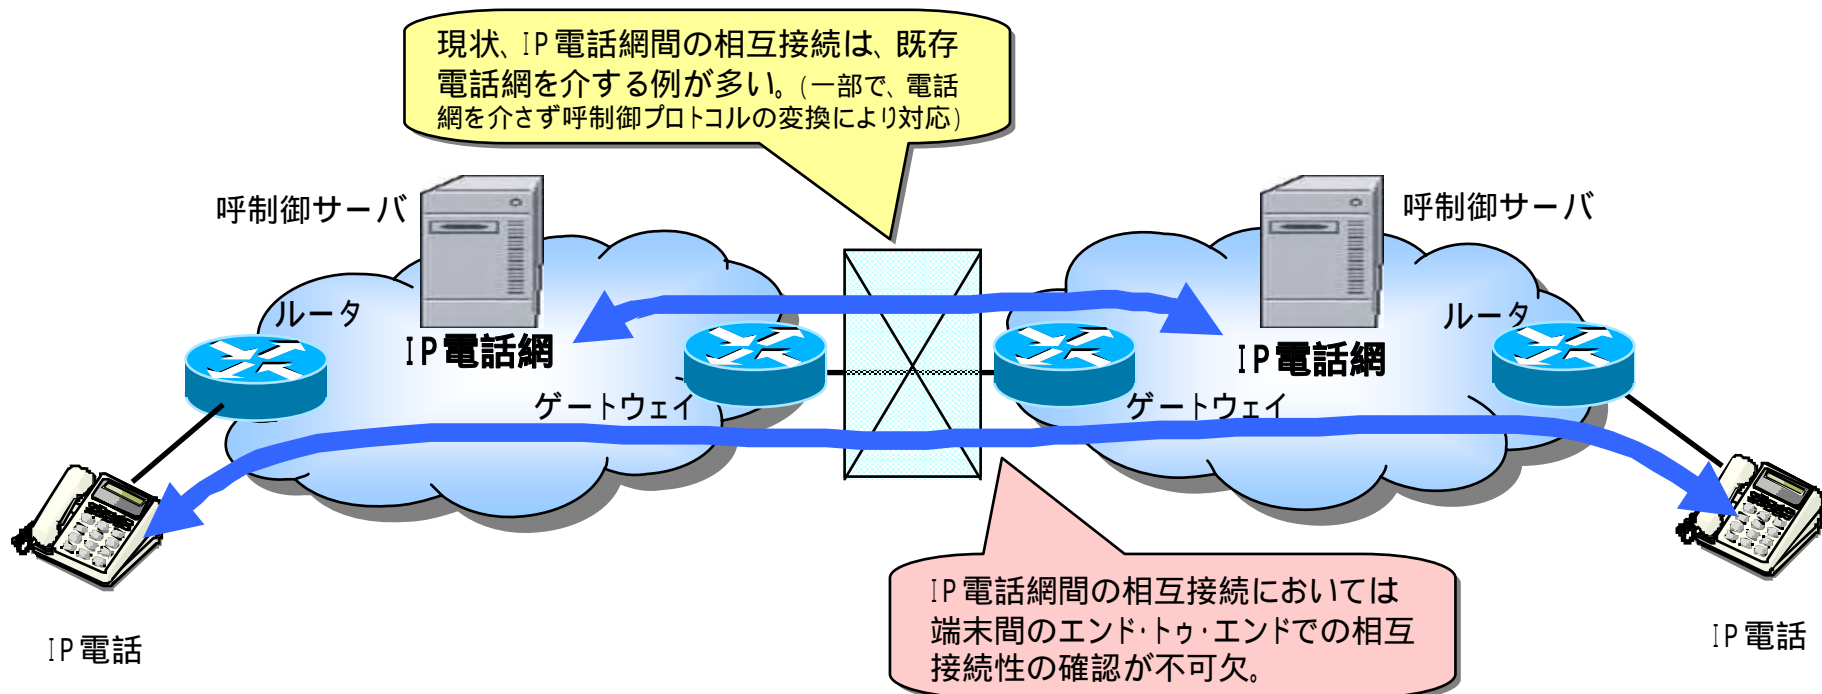 現状、IP電話網間の相互接続は、既存
電話網を介する例が多い。(一部で、電話
網を介さず呼制御プロトコルの変換により対応)
呼制御サーバ
呼制御サーバ
ルータ
ルータ
IP電話網
IP電話網
ゲートウェイ
ゲートウェイ
IP電話網間の相互接続においては
端末間のエンド・トゥ・エンドでの相互
接続性の確認が不可欠。
IP電話
IP電話